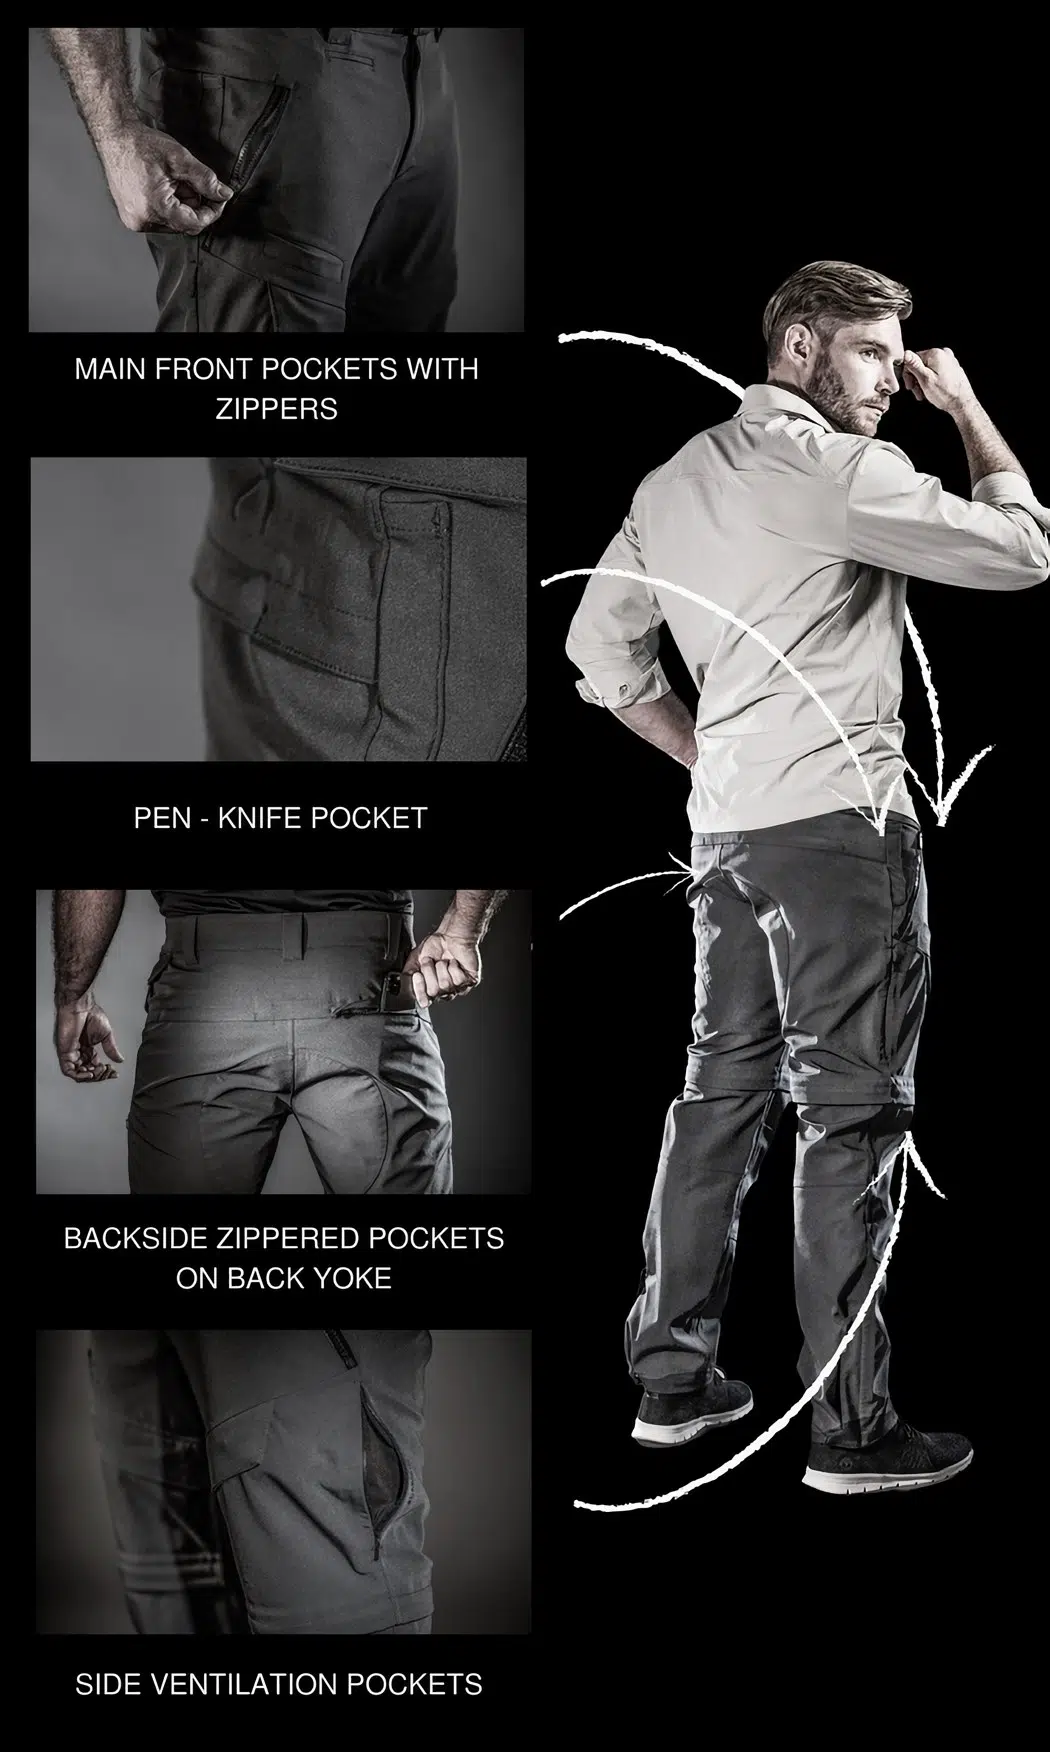 MAIN FRONT POCKETS WITH
ZIPPERS
PEN - KNIFE POCKET
BACKSIDE ZIPPERED POCKETS
ON BACK YOKE
SIDE VENTILATION POCKETS